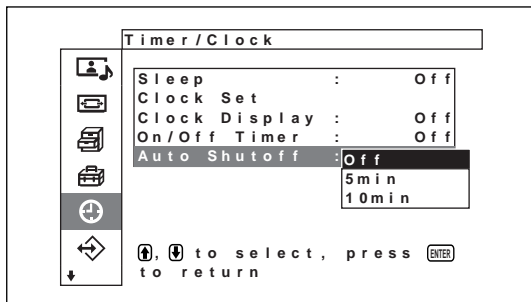 Timer/Clock
Sleep : Off
Clock Set
Clock Display : Off
On/Off Timer : Off
Auto Shutoff : Off
5min
10min
↑, ↓ to select, press ENTER
to return